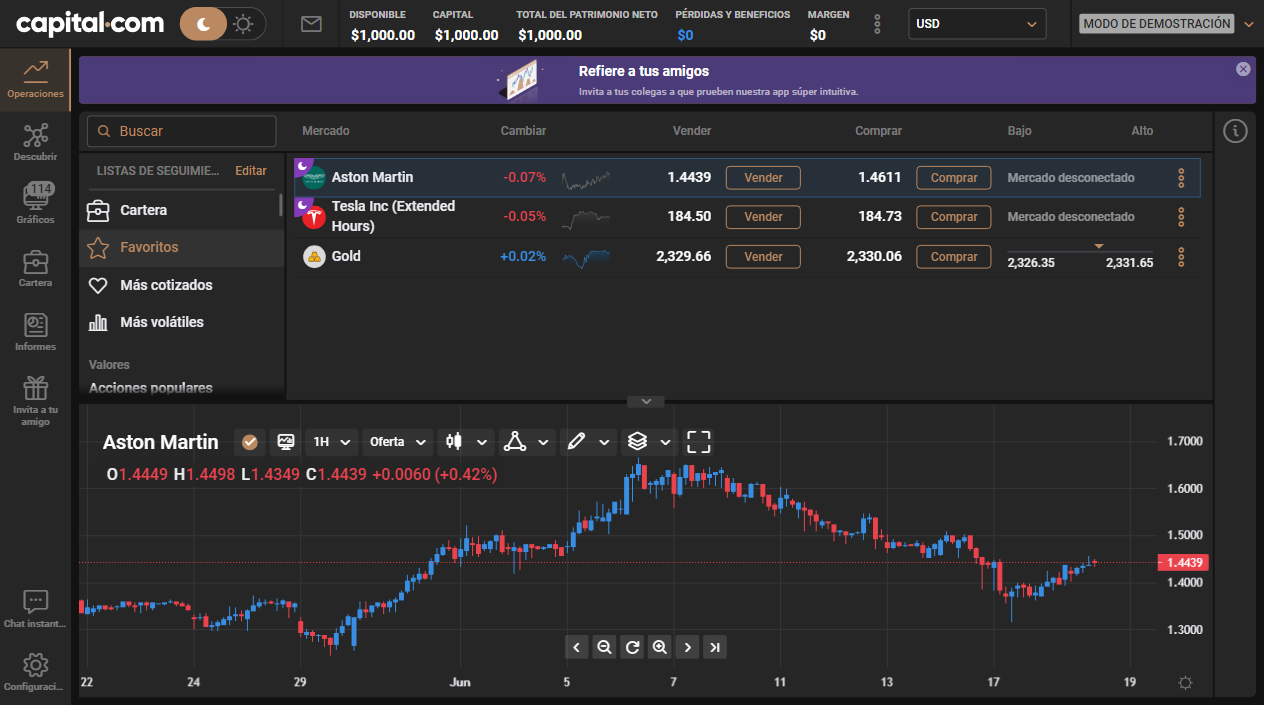 capital.com
DISPONIBLE
$1,000.00
CAPITAL
$1,000.00
TOTAL DEL PATRIMONIO NETO
$1,000.00
PÉRDIDAS Y BENEFICIOS
$0
MARGEN
$0
USD
MODO DE DEMOSTRACIÓN
Operaciones
Descubrir
114
Gráficos
Cartera
Informes
Invita a tu
amigo
Chat instant...
Configuraci...
Refiere a tus amigos
Invita a tus colegas a que prueben nuestra app súper intuitiva.
Buscar
LISTAS DE SEGUIMIE... Editar
Cartera
Favoritos
Más cotizados
Más volátiles
Valores
Acciones populares
Mercado Cambiar Vender Comprar Bajo Alto
Aston Martin -0.07% 1.4439 Vender 1.4611 Comprar Mercado desconectado
Tesla Inc (Extended
Hours) -0.05% 184.50 Vender 184.73 Comprar Mercado desconectado
Gold +0.02% 2,329.66 Vender 2,330.06 Comprar 2,326.35 2,331.65
Aston Martin 1H Oferta
O1.4449 H1.4498 L1.4349 C1.4439 +0.0060 (+0.42%)
1.7000
1.6000
1.5000
1.4439
1.4000
1.3000
22 24 29 Jun 5 7 11 13 17 19